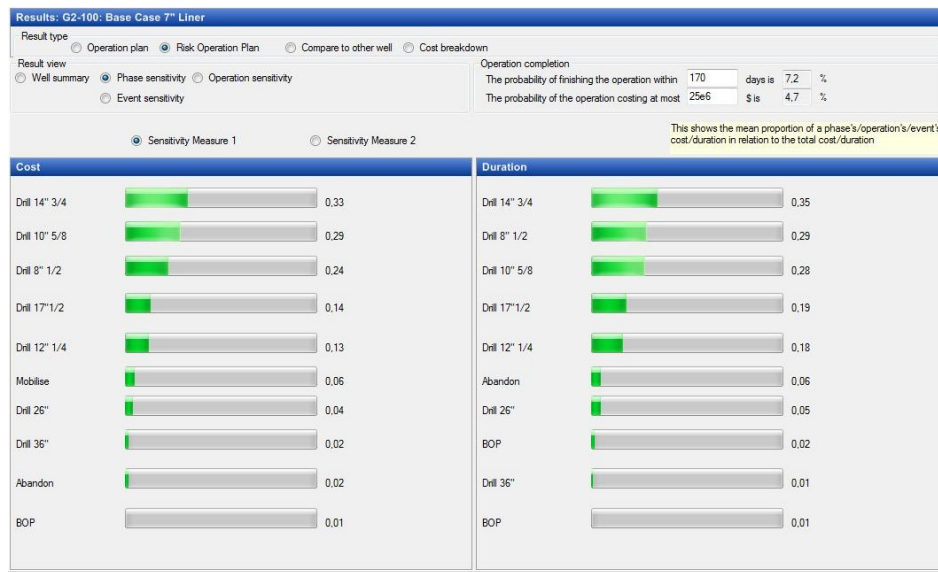 Results: G2-100: Base Case 7" Liner
Result type
Operation plan Risk Operation Plan Compare to other well Cost breakdown
Result view
Well summary Phase sensitivity Operation sensitivity
Event sensitivity
Operation completion
The probability of finishing the operation within 170 days is 7,2 %
The probability of the operation costing at most 25e6 $ is 4,7 %
Sensitivity Measure 1 Sensitivity Measure 2
This shows the mean proportion of a phase's/operation's/event's
cost/duration in relation to the total cost/duration
Cost
Drill 14" 3/4 0,33
Drill 10" 5/8 0,29
Drill 8" 1/2 0,24
Drill 17"1/2 0,14
Drill 12" 1/4 0,13
Mobilise 0,06
Drill 26" 0,04
Drill 36" 0,02
Abandon 0,02
BOP 0,01
Duration
Drill 14" 3/4 0,35
Drill 8" 1/2 0,29
Drill 10" 5/8 0,28
Drill 17"1/2 0,19
Drill 12" 1/4 0,18
Abandon 0,06
Drill 26" 0,05
BOP 0,02
Drill 36" 0,01
BOP 0,01